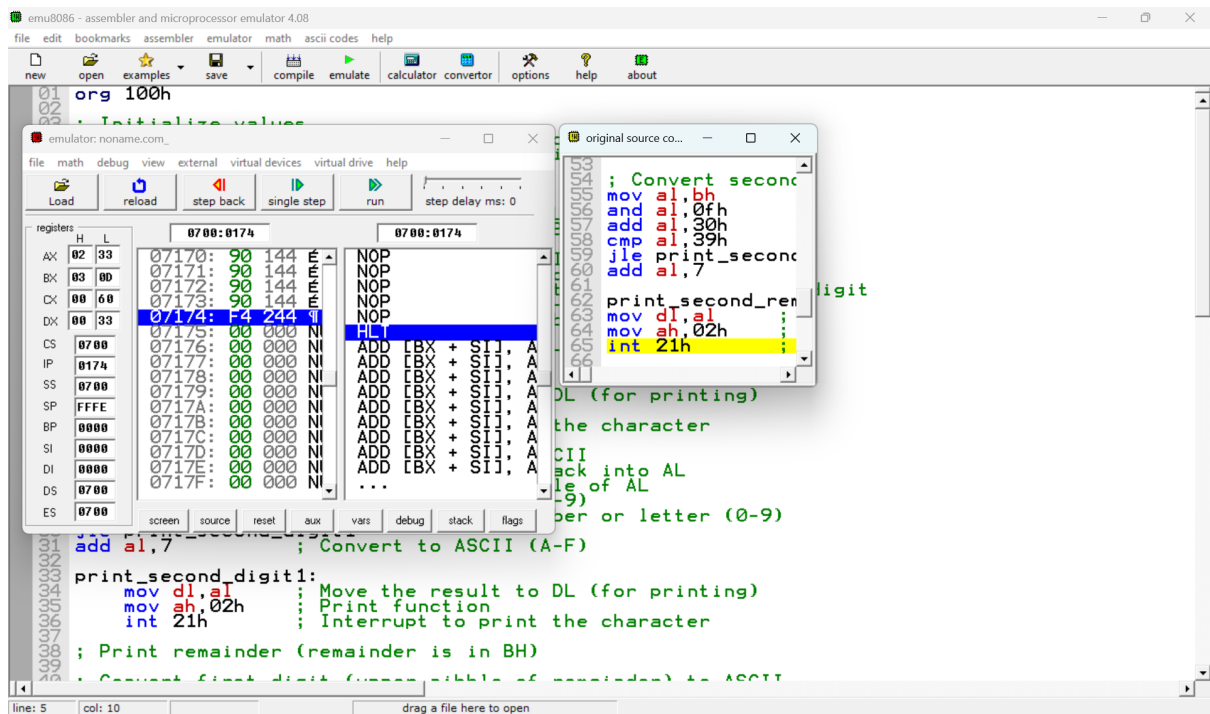 emu8086 - assembler and microprocessor emulator 4.08
file edit bookmarks assembler emulator math ascii codes help
new open examples save compile emulate calculator convertor options help about
01 org 100h
02
03 ; Initialize values
emulator: noname.com_
file math debug view external virtual devices virtual drive help
Load reload step back single step run step delay ms: 0
registers
H L
0700:0174
0700:0174
AX 02 33
BX 03 0D
CX 00 60
DX 00 33
CS 0700
IP 0174
SS 0700
SP FFFE
BP 0000
SI 0000
DI 0000
DS 0700
ES 0700
07170: 90 144 É
07171: 90 144 É
07172: 90 144 É
07173: 90 144 É
07174: F4 244 ¶
07175: 00 000
07176: 00 000
07177: 00 000
07178: 00 000
07179: 00 000
0717A: 00 000
0717B: 00 000
0717C: 00 000
0717D: 00 000
0717E: 00 000
0717F: 00 000
NOP
NOP
NOP
NOP
NOP
HLT
ADD [BX + SI], A
ADD [BX + SI], A
ADD [BX + SI], A
ADD [BX + SI], A
ADD [BX + SI], A
ADD [BX + SI], A
ADD [BX + SI], A
ADD [BX + SI], A
ADD [BX + SI], A
...
screen source reset aux vars debug stack flags
original source co...
53
54 ; Convert second
55 mov al,bh
56 and al,0fh
57 add al,30h
58 cmp al,39h
59 jle print_second
60 add al,7
61
62 print_second_rem
63 mov dl,al ;
64 mov ah,02h ;
65 int 21h ;
66
digit
DL (for printing)
the character
CII
ack into AL
le of AL
-9)
ber or letter (0-9)
jle print_second_digit1
31 add al,7 ; Convert to ASCII (A-F)
32
33 print_second_digit1:
34 mov dl,al ; Move the result to DL (for printing)
35 mov ah,02h ; Print function
36 int 21h ; Interrupt to print the character
37
38 ; Print remainder (remainder is in BH)
39
40 ; Convert first digit (upper nibble of remainder) to ASCII
line: 5 col: 10 drag a file here to open